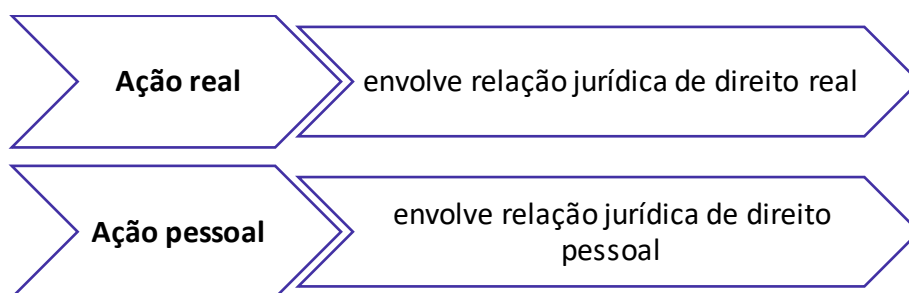 Ação real
envolve relação jurídica de direito real
Ação pessoal
envolve relação jurídica de direito
pessoal